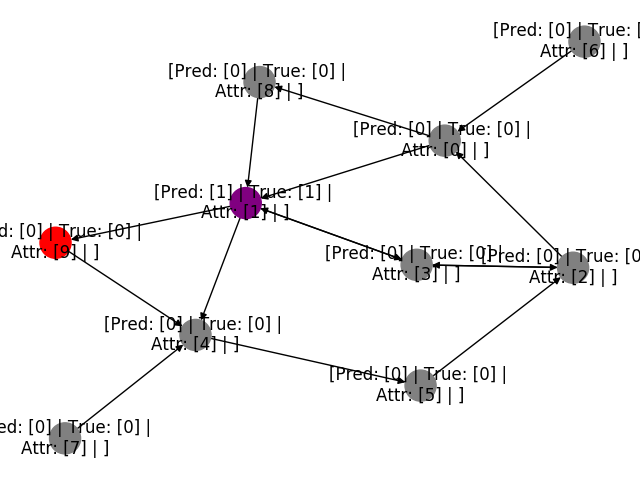 [Pred: [0] | True: [
Attr: [6] | ]
[Pred: [0] | True: [0] |
Attr: [8] | ]
[Pred: [0] | True: [0] |
Attr: [0] | ]
[Pred: [1] | True: [1] |
Attr: [1] | ]
d: [0] | True: [0] |
Attr: [9] | ]
[Pred: [0] | True: [0] |
Attr: [3] | ]
[Pred: [0] | True: [0
Attr: [2] | ]
[Pred: [0] | True: [0] |
Attr: [4] | ]
[Pred: [0] | True: [0] |
Attr: [5] | ]
ed: [0] | True: [0] |
Attr: [7] | ]